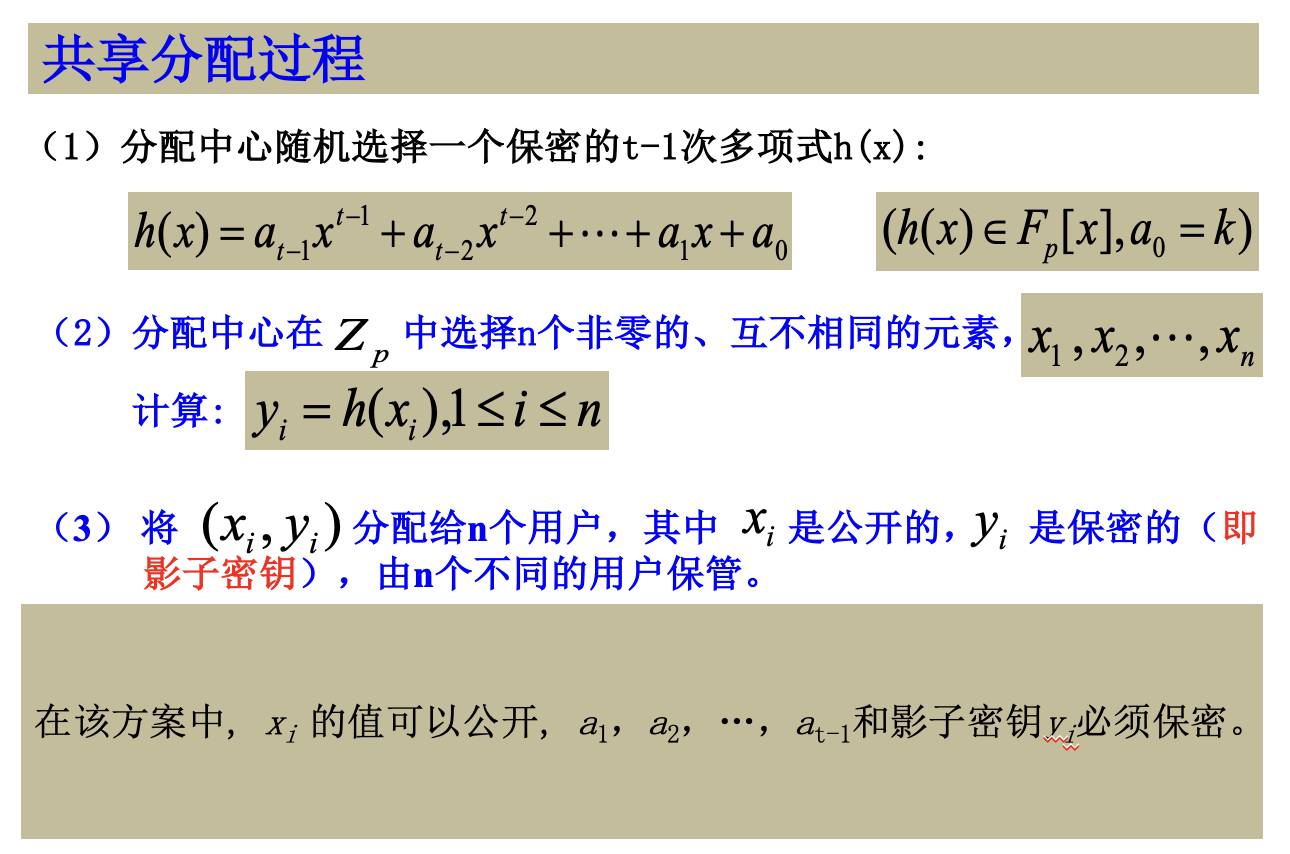 共享分配过程
（1）分配中心随机选择一个保密的t-1次多项式h(x):
h(x) = a_{t-1}x^{t-1} + a_{t-2}x^{t-2} + ⋯ + a_1x + a_0 (h(x) ∈ F_p[x], a_0 = k)
（2）分配中心在 Z_p 中选择n个非零的、互不相同的元素, x_1, x_2, ⋯, x_n
计算: y_i = h(x_i), 1 ≤ i ≤ n
（3） 将 (x_i, y_i) 分配给n个用户，其中 x_i 是公开的, y_i 是保密的（即
影子密钥），由n个不同的用户保管。
在该方案中, x_i 的值可以公开, a_1，a_2，…，a_{t-1}和影子密钥y_i必须保密。